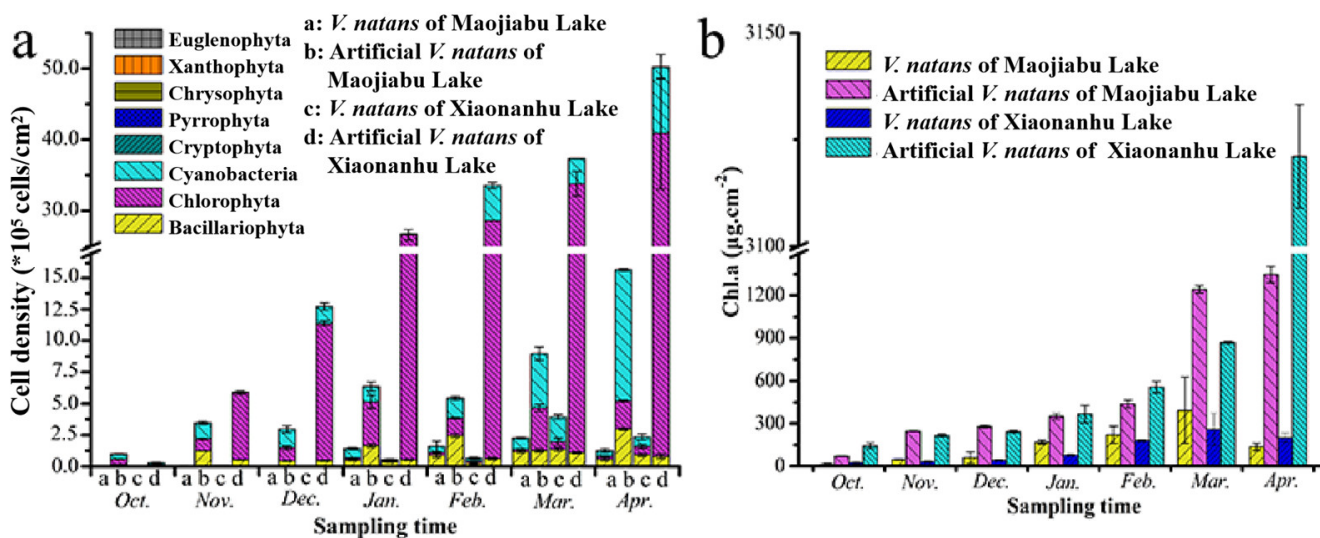 a
Euglenophyta
Xanthophyta
Chrysophyta
Pyrrophyta
Cryptophyta
Cyanobacteria
Chlorophyta
Bacillariophyta
a: V. natans of Maojiabu Lake
b: Artificial V. natans of
Maojiabu Lake
c: V. natans of Xiaonanhu Lake
d: Artificial V. natans of
Xiaonanhu Lake
Cell density (*10⁵ cells/cm²)
50.0
40.0
30.0
15.0
12.5
10.0
7.5
5.0
2.5
0.0
a b c d a b c d a b c d a b c d a b c d a b c d a b c d
Oct. Nov. Dec. Jan. Feb. Mar. Apr.
Sampling time
b
V. natans of Maojiabu Lake
Artificial V. natans of Maojiabu Lake
V. natans of Xiaonanhu Lake
Artificial V. natans of Xiaonanhu Lake
Chl.a (µg.cm⁻²)
3150
3100
1200
900
600
300
0
Oct. Nov. Dec. Jan. Feb. Mar. Apr.
Sampling time